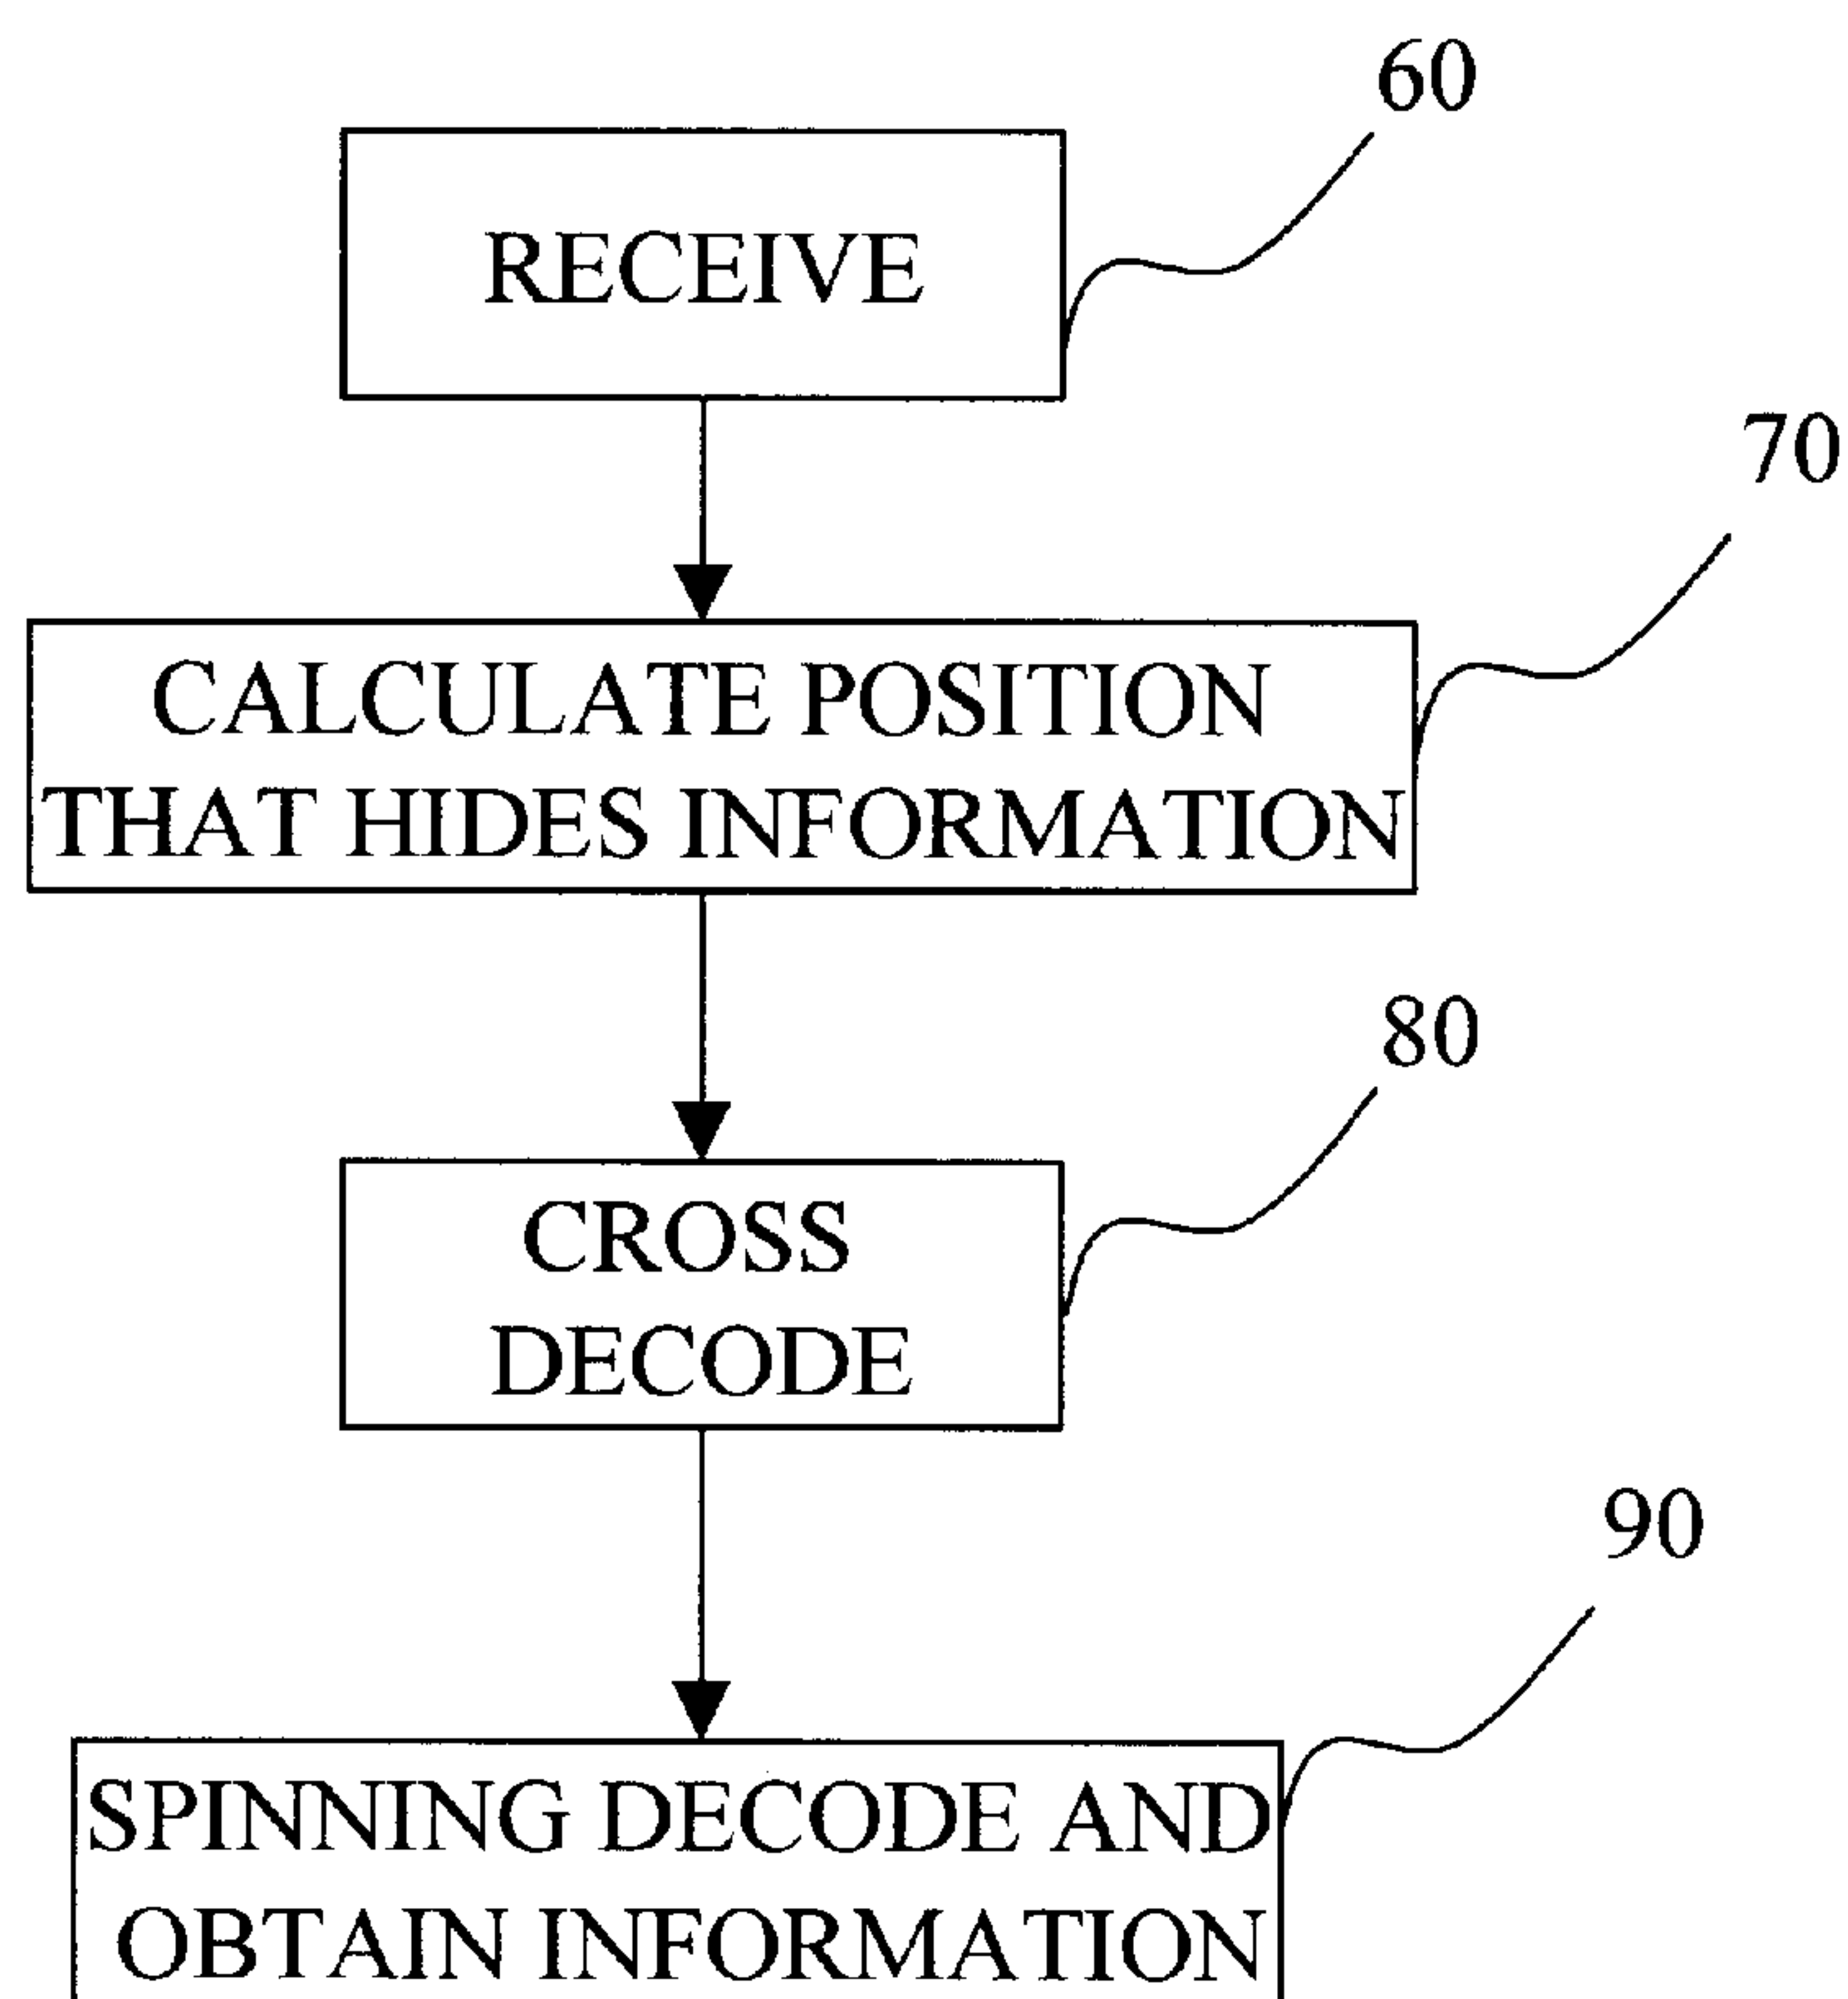 60
RECEIVE
70
CALCULATE POSITION
THAT HIDES INFORMATION
80
CROSS
DECODE
90
SPINNING DECODE AND
OBTAIN INFORMATION